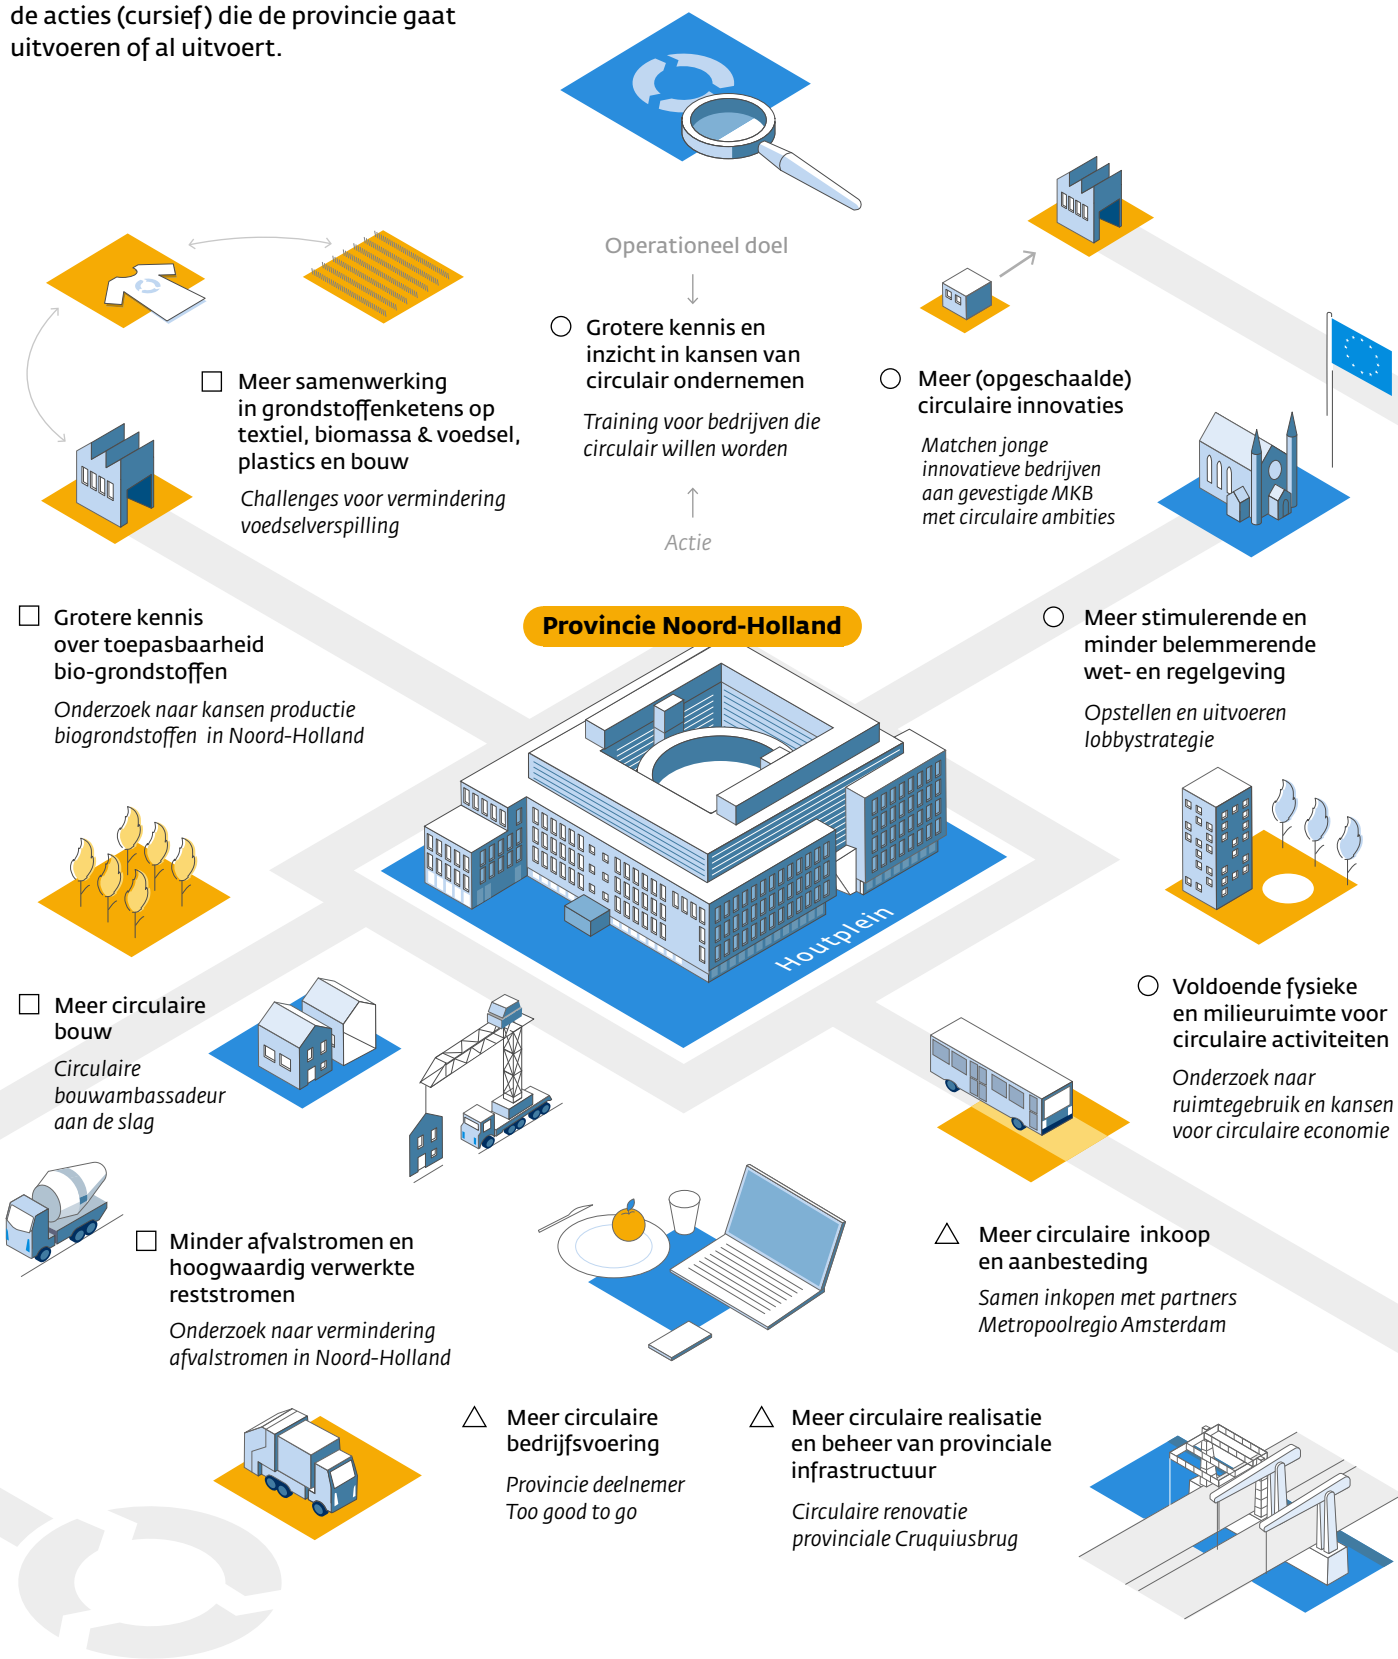 de acties (cursief) die de provincie gaat
uitvoeren of al uitvoert.
Operationeel doel
Grotere kennis en
inzicht in kansen van
circulair ondernemen
Training voor bedrijven die
circulair willen worden
Actie
Meer samenwerking
in grondstoffenketens op
textiel, biomassa & voedsel,
plastics en bouw
Challenges voor vermindering
voedselverspilling
Meer (opgeschaalde)
circulaire innovaties
Matchen jonge
innovatieve bedrijven
aan gevestigde MKB
met circulaire ambities
Grotere kennis
over toepasbaarheid
bio-grondstoffen
Onderzoek naar kansen productie
biogrondstoffen in Noord-Holland
Provincie Noord-Holland
Meer stimulerende en
minder belemmerende
wet- en regelgeving
Opstellen en uitvoeren
lobbystrategie
Houtplein
Meer circulaire
bouw
Circulaire
bouwambassadeur
aan de slag
Voldoende fysieke
en milieuruimte voor
circulaire activiteiten
Onderzoek naar
ruimtegebruik en kansen
voor circulaire economie
Minder afvalstromen en
hoogwaardig verwerkte
reststromen
Onderzoek naar vermindering
afvalstromen in Noord-Holland
Meer circulaire inkoop
en aanbesteding
Samen inkopen met partners
Metropoolregio Amsterdam
Meer circulaire
bedrijfsvoering
Provincie deelnemer
Too good to go
Meer circulaire realisatie
en beheer van provinciale
infrastructuur
Circulaire renovatie
provinciale Cruquiusbrug